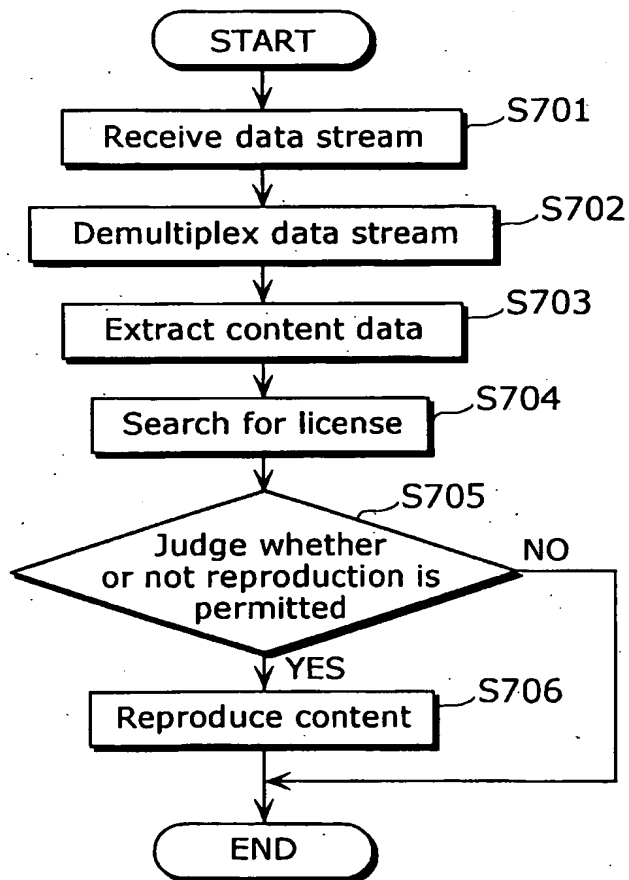 START
Receive data stream
S701
Demultiplex data stream
S702
Extract content data
S703
Search for license
S704
Judge whether
or not reproduction is
permitted
S705
NO
YES
Reproduce content
S706
END